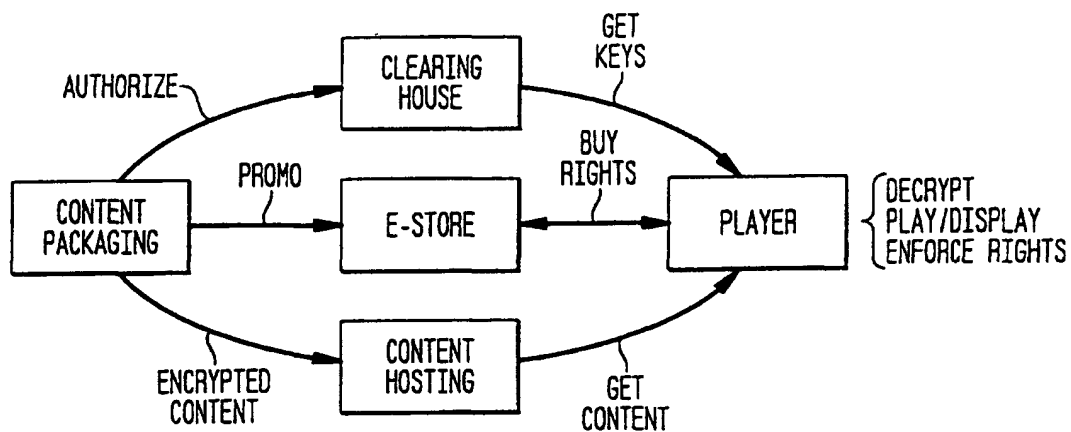 GET
KEYS
CLEARING
HOUSE
AUTHORIZE
BUY
RIGHTS
PROMO
CONTENT
PACKAGING
E-STORE
PLAYER
DECRYPT
PLAY/DISPLAY
ENFORCE RIGHTS
CONTENT
HOSTING
ENCRYPTED
CONTENT
GET
CONTENT